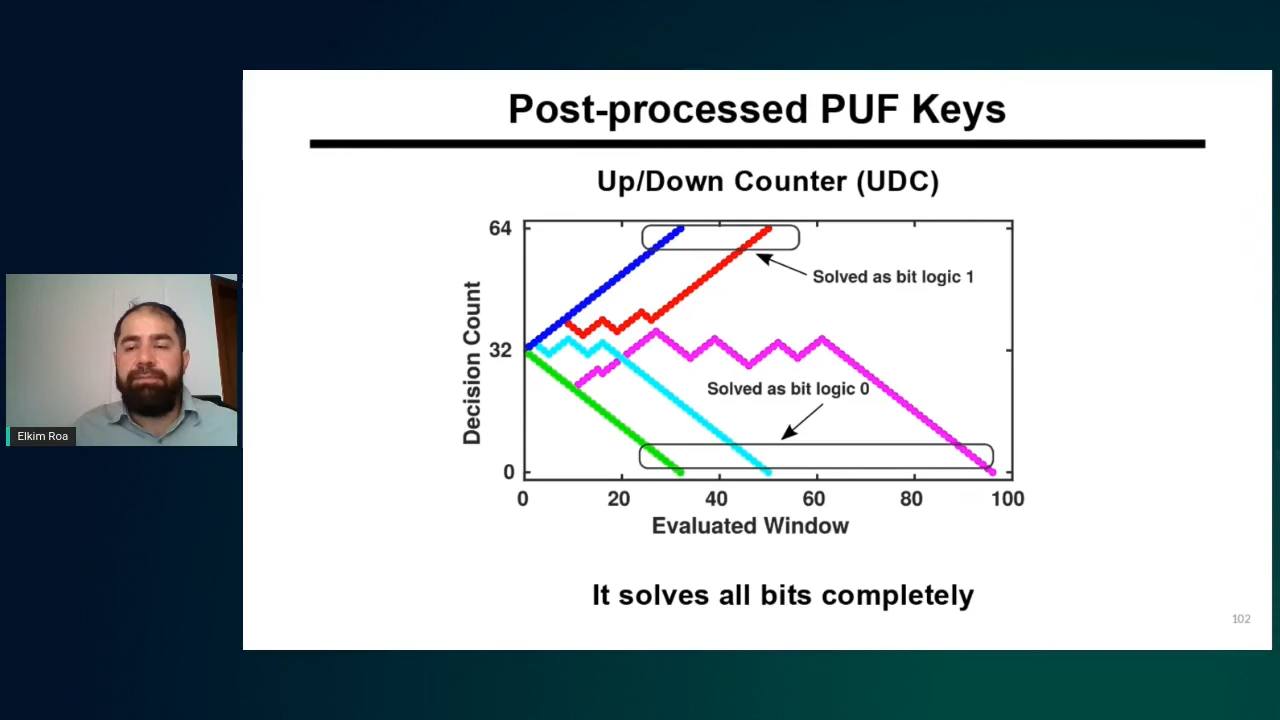 Post-processed PUF Keys
Up/Down Counter (UDC)
64
Solved as bit logic 1
Decision Count
32
Solved as bit logic 0
0
0 20 40 60 80 100
Evaluated Window
It solves all bits completely
102
Elkim Roa